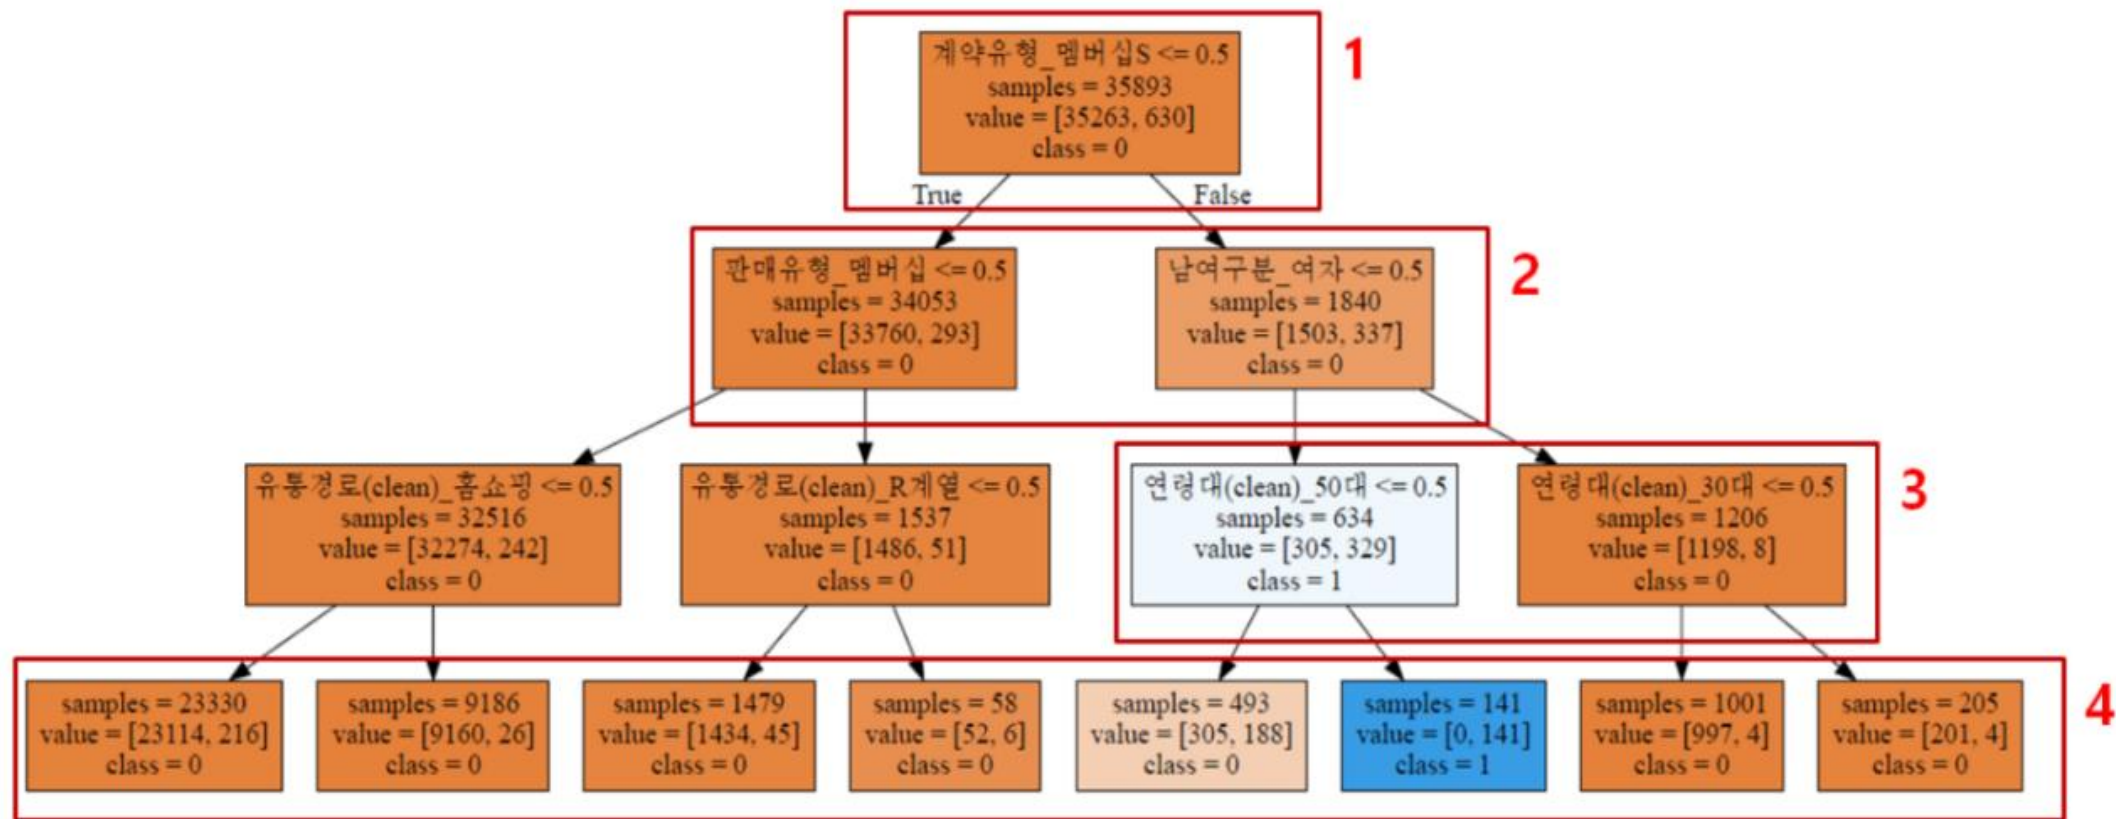 계약유형_멤버십S <= 0.5
samples = 35893
value = [35263, 630]
class = 0
1
True
False
판매유형_멤버십 <= 0.5
samples = 34053
value = [33760, 293]
class = 0
남여구분_여자 <= 0.5
samples = 1840
value = [1503, 337]
class = 0
2
유통경로(clean)_홈쇼핑 <= 0.5
samples = 32516
value = [32274, 242]
class = 0
유통경로(clean)_R계열 <= 0.5
samples = 1537
value = [1486, 51]
class = 0
연령대(clean)_50대 <= 0.5
samples = 634
value = [305, 329]
class = 1
연령대(clean)_30대 <= 0.5
samples = 1206
value = [1198, 8]
class = 0
3
samples = 23330
value = [23114, 216]
class = 0
samples = 9186
value = [9160, 26]
class = 0
samples = 1479
value = [1434, 45]
class = 0
samples = 58
value = [52, 6]
class = 0
samples = 493
value = [305, 188]
class = 0
samples = 141
value = [0, 141]
class = 1
samples = 1001
value = [997, 4]
class = 0
samples = 205
value = [201, 4]
class = 0
4